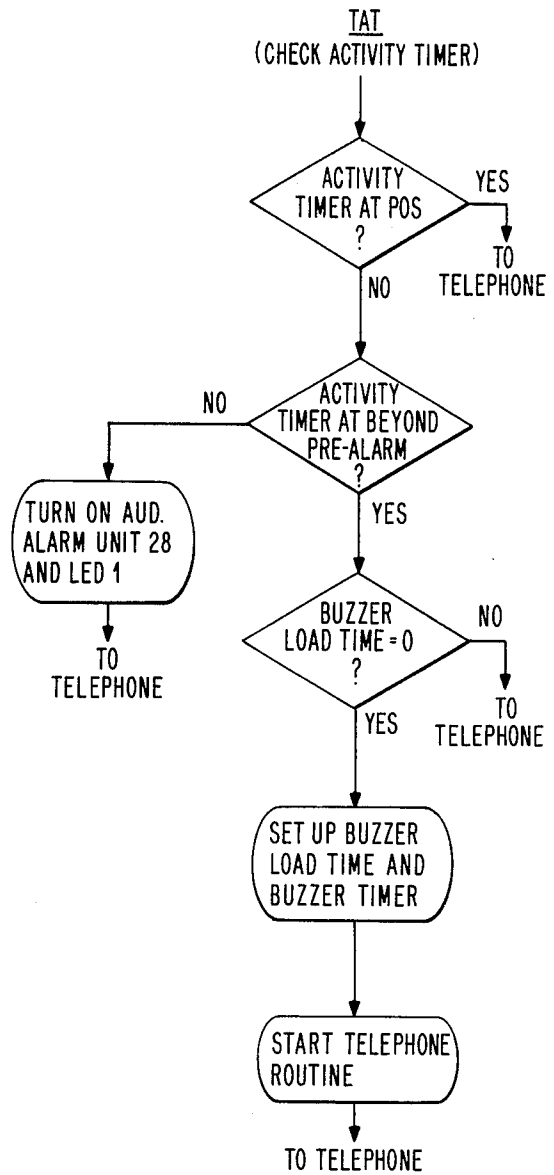 TAT
(CHECK ACTIVITY TIMER)
ACTIVITY
TIMER AT POS
?
YES
TO
TELEPHONE
NO
ACTIVITY
TIMER AT BEYOND
PRE-ALARM
?
NO
TURN ON AUD.
ALARM UNIT 28
AND LED 1
TO
TELEPHONE
YES
BUZZER
LOAD TIME=0
?
NO
TO
TELEPHONE
YES
SET UP BUZZER
LOAD TIME AND
BUZZER TIMER
START TELEPHONE
ROUTINE
TO TELEPHONE